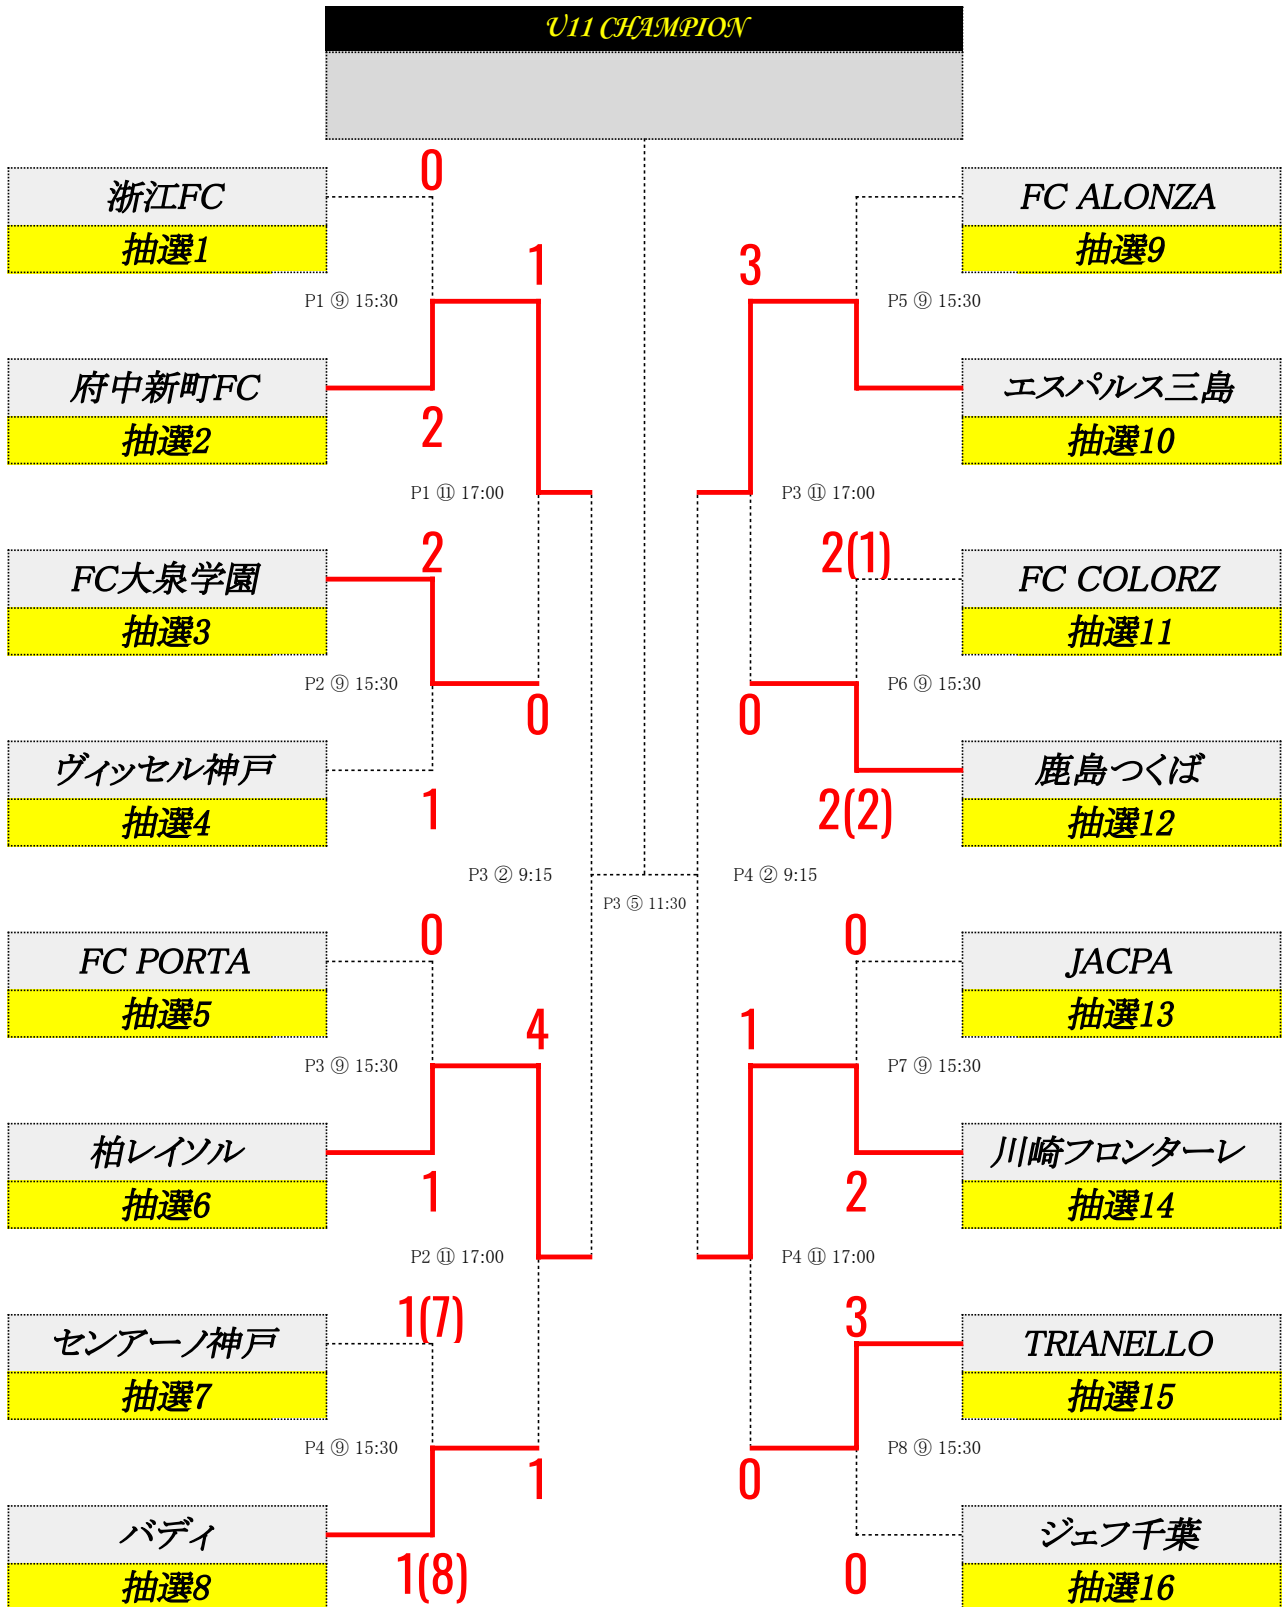 U11 CHAMPION
0
浙江FC
抽選1
FC ALONZA
抽選9
1
3
P1 ⑨ 15:30
P5 ⑨ 15:30
府中新町FC
抽選2
エスパルス三島
抽選10
2
P1 ⑪ 17:00
P3 ⑪ 17:00
2
2(1)
FC大泉学園
抽選3
FC COLORZ
抽選11
P2 ⑨ 15:30
P6 ⑨ 15:30
0
0
ヴィッセル神戸
抽選4
鹿島つくば
抽選12
1
2(2)
P3 ② 9:15
P4 ② 9:15
P3 ⑤ 11:30
0
0
FC PORTA
抽選5
JACPA
抽選13
4
1
P3 ⑨ 15:30
P7 ⑨ 15:30
柏レイソル
抽選6
川崎フロンターレ
抽選14
1
2
P2 ⑪ 17:00
P4 ⑪ 17:00
1(7)
3
センアーノ神戸
抽選7
TRIANELLO
抽選15
P4 ⑨ 15:30
P8 ⑨ 15:30
1
0
バディ
抽選8
ジェフ千葉
抽選16
1(8)
0